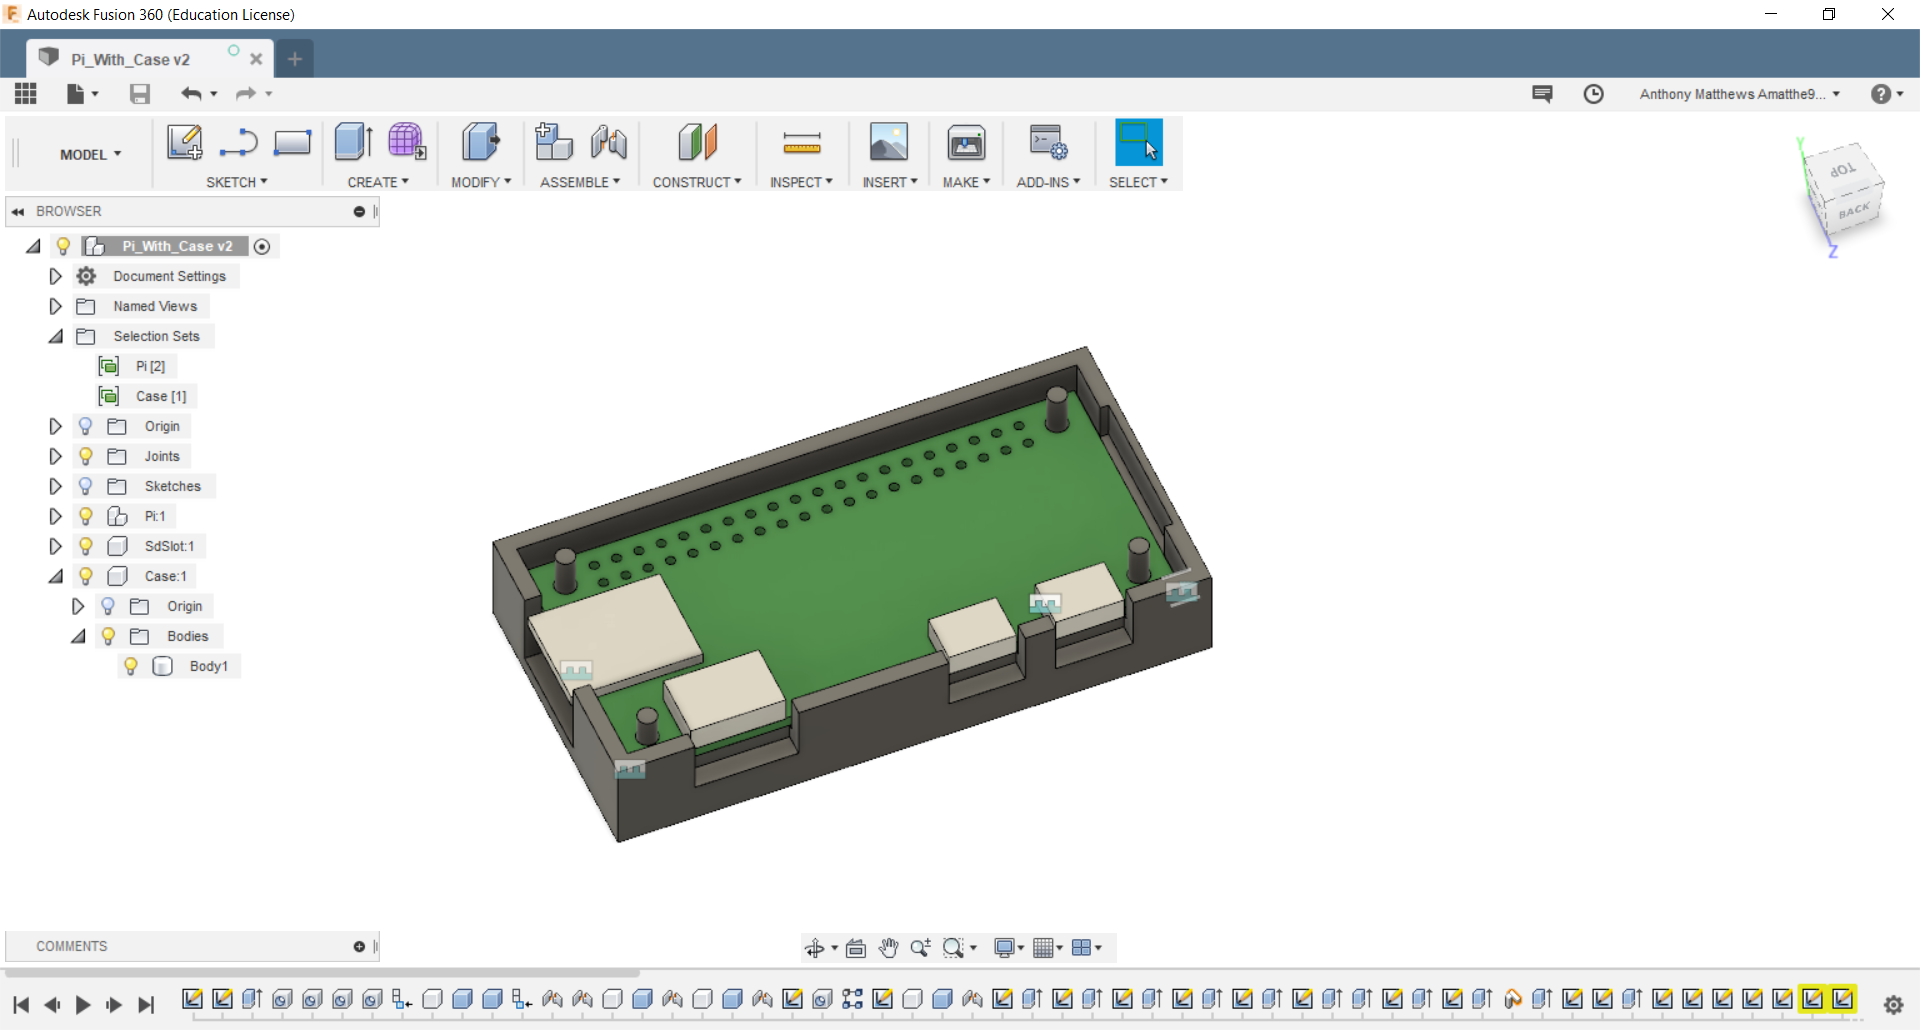 Autodesk Fusion 360 (Education License)
Pi_With_Case v2
Anthony Matthews Amatthe9...
MODEL
SKETCH
CREATE
MODIFY
ASSEMBLE
CONSTRUCT
INSPECT
INSERT
MAKE
ADD-INS
SELECT
Y
TOP
BACK
Z
BROWSER
Pi_With_Case v2
Document Settings
Named Views
Selection Sets
Pi [2]
Case [1]
Origin
Joints
Sketches
Pi:1
SdSlot:1
Case:1
Origin
Bodies
Body1
COMMENTS